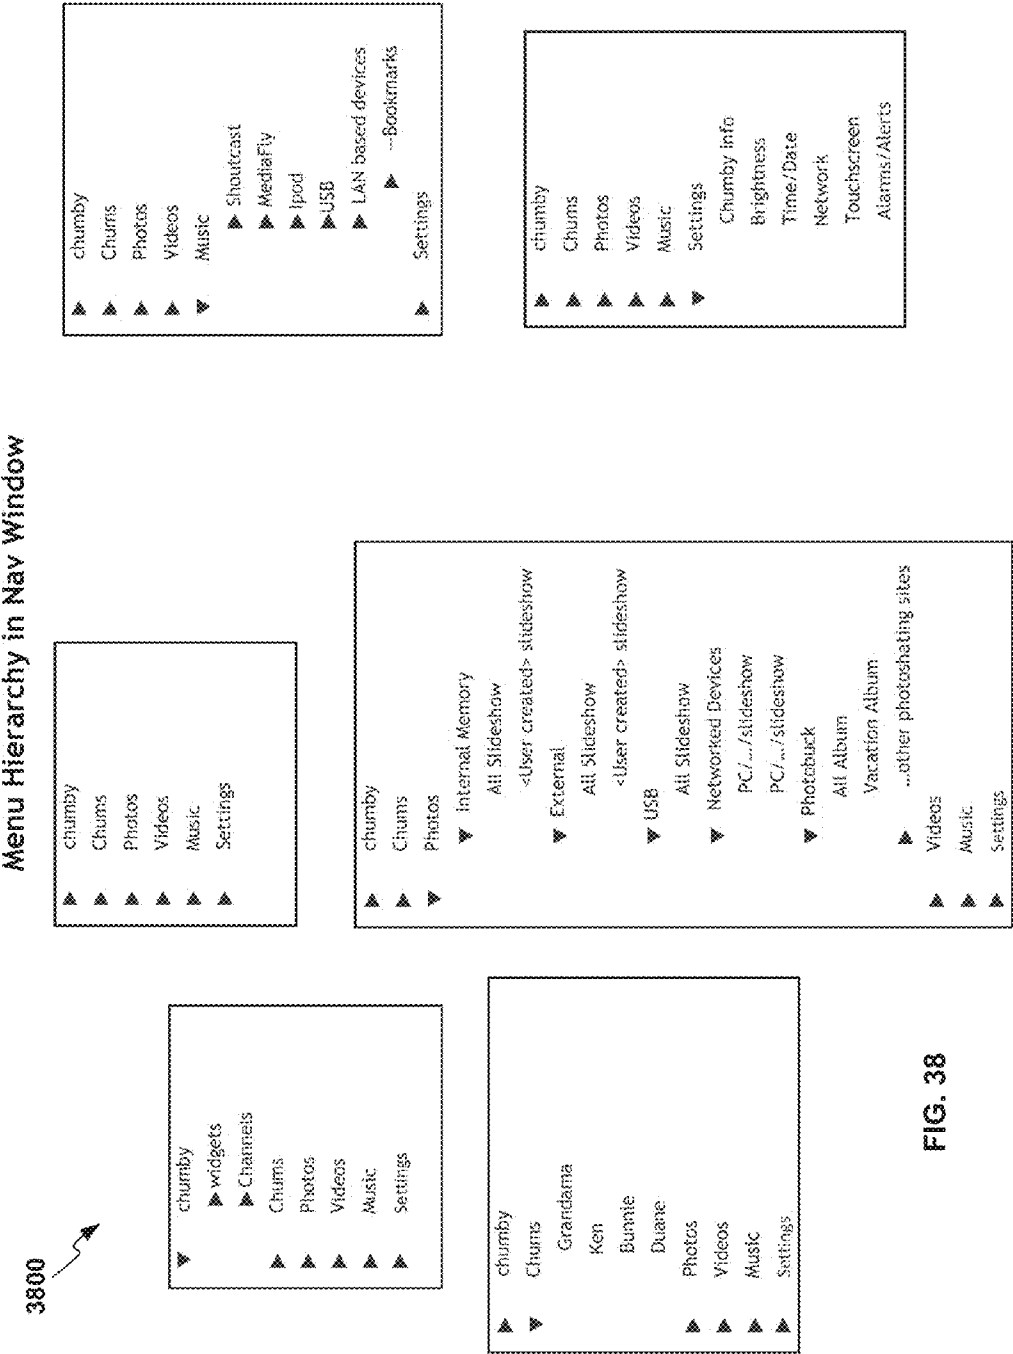 3800
Menu Hierarchy in Nav Window
chumby
widgets
Channels
Chums
Photos
Videos
Music
Settings
chumby
Chums
Photos
Videos
Music
Settings
chumby
Chums
Photos
Videos
Music
Shoutcast
MediaFly
Ipod
USB
LAN based devices
--Bookmarks
Settings
chumby
Chums
Grandama
Ken
Bunnie
Duane
Photos
Videos
Music
Settings
chumby
Chums
Photos
Internal Memory
All Slideshow
<User created> slideshow
External
All Slideshow
<User created> slideshow
USB
All Slideshow
Networked Devices
PC/.../slideshow
PC/.../slideshow
Photobuck
All Album
Vacation Album
...other photoshating sites
Videos
Music
Settings
chumby
Chums
Photos
Videos
Music
Settings
Chumby info
Brightness
Time/Date
Network
Touchscreen
Alarms/Alerts
FIG. 38